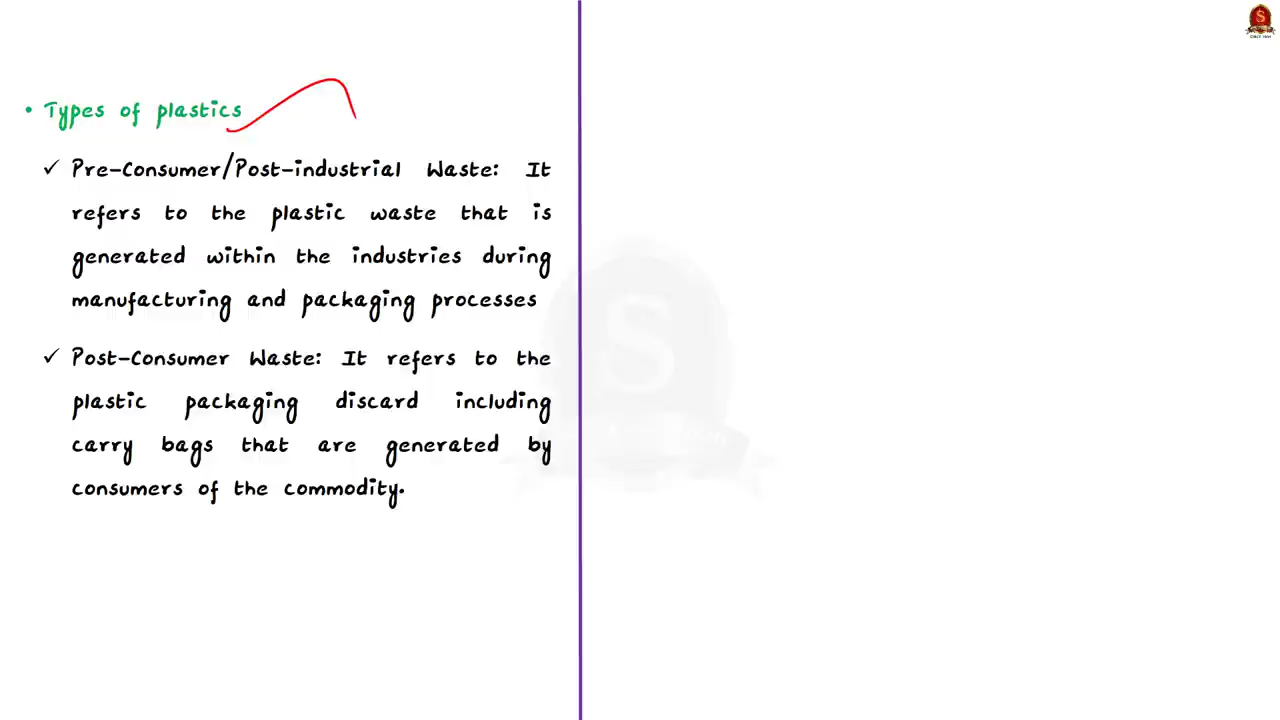 • Types of plastics
✓ Pre-Consumer/Post-industrial Waste: It
refers to the plastic waste that is
generated within the industries during
manufacturing and packaging processes
✓ Post-Consumer Waste: It refers to the
plastic packaging discard including
carry bags that are generated by
consumers of the commodity.
S